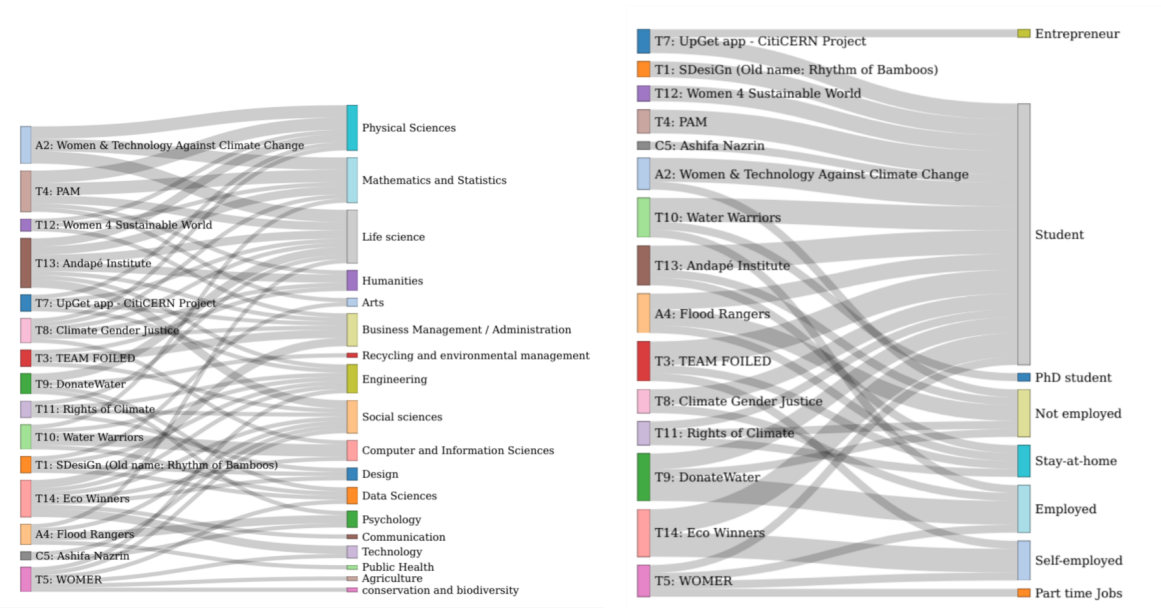 A2: Women & Technology Against Climate Change
T4: PAM
T12: Women 4 Sustainable World
T13: Andapé Institute
T7: UpGet app - CitiCERN Project
T8: Climate Gender Justice
T3: TEAM FOILED
T9: DonateWater
T11: Rights of Climate
T10: Water Warriors
T1: SDesiGn (Old name: Rhythm of Bamboos)
T14: Eco Winners
A4: Flood Rangers
C5: Ashifa Nazrin
T5: WOMER
Physical Sciences
Mathematics and Statistics
Life science
Humanities
Arts
Business Management / Administration
Recycling and environmental management
Engineering
Social sciences
Computer and Information Sciences
Design
Data Sciences
Psychology
Communication
Technology
Public Health
Agriculture
conservation and biodiversity
T7: UpGet app - CitiCERN Project
T1: SDesiGn (Old name: Rhythm of Bamboos)
T12: Women 4 Sustainable World
T4: PAM
C5: Ashifa Nazrin
A2: Women & Technology Against Climate Change
T10: Water Warriors
T13: Andapé Institute
A4: Flood Rangers
T3: TEAM FOILED
T8: Climate Gender Justice
T11: Rights of Climate
T9: DonateWater
T14: Eco Winners
T5: WOMER
Entrepreneur
Student
PhD student
Not employed
Stay-at-home
Employed
Self-employed
Part time Jobs